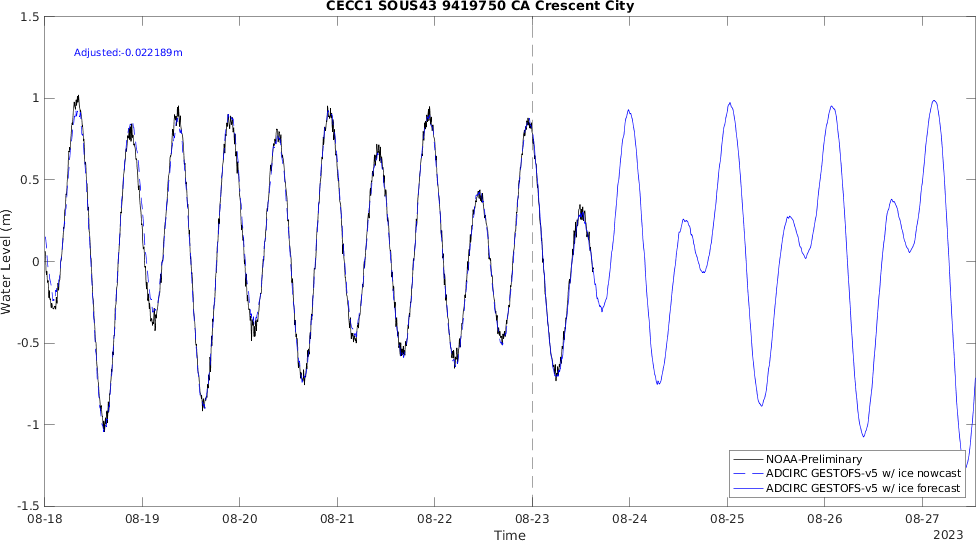 CECC1 SOUS43 9419750 CA Crescent City
Adjusted:-0.022189m
1.5
1
0.5
0
-0.5
-1
-1.5
Water Level (m)
NOAA-Preliminary
ADCIRC GESTOFS-v5 w/ ice nowcast
ADCIRC GESTOFS-v5 w/ ice forecast
08-18 08-19 08-20 08-21 08-22 08-23 08-24 08-25 08-26 08-27
Time
2023